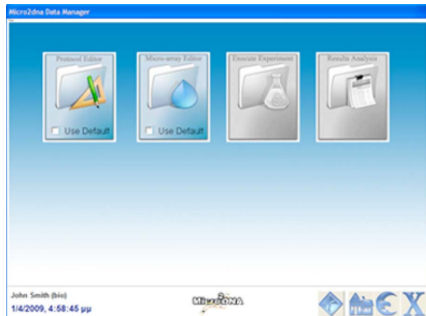 Micro2dna Data Manager
Protocol Editor
Micro-array Editor
Execute Experiment
Results Analysis
Use Default
Use Default
John Smith (bio)
1/4/2009, 4:58:45 μμ
Micro2DNA